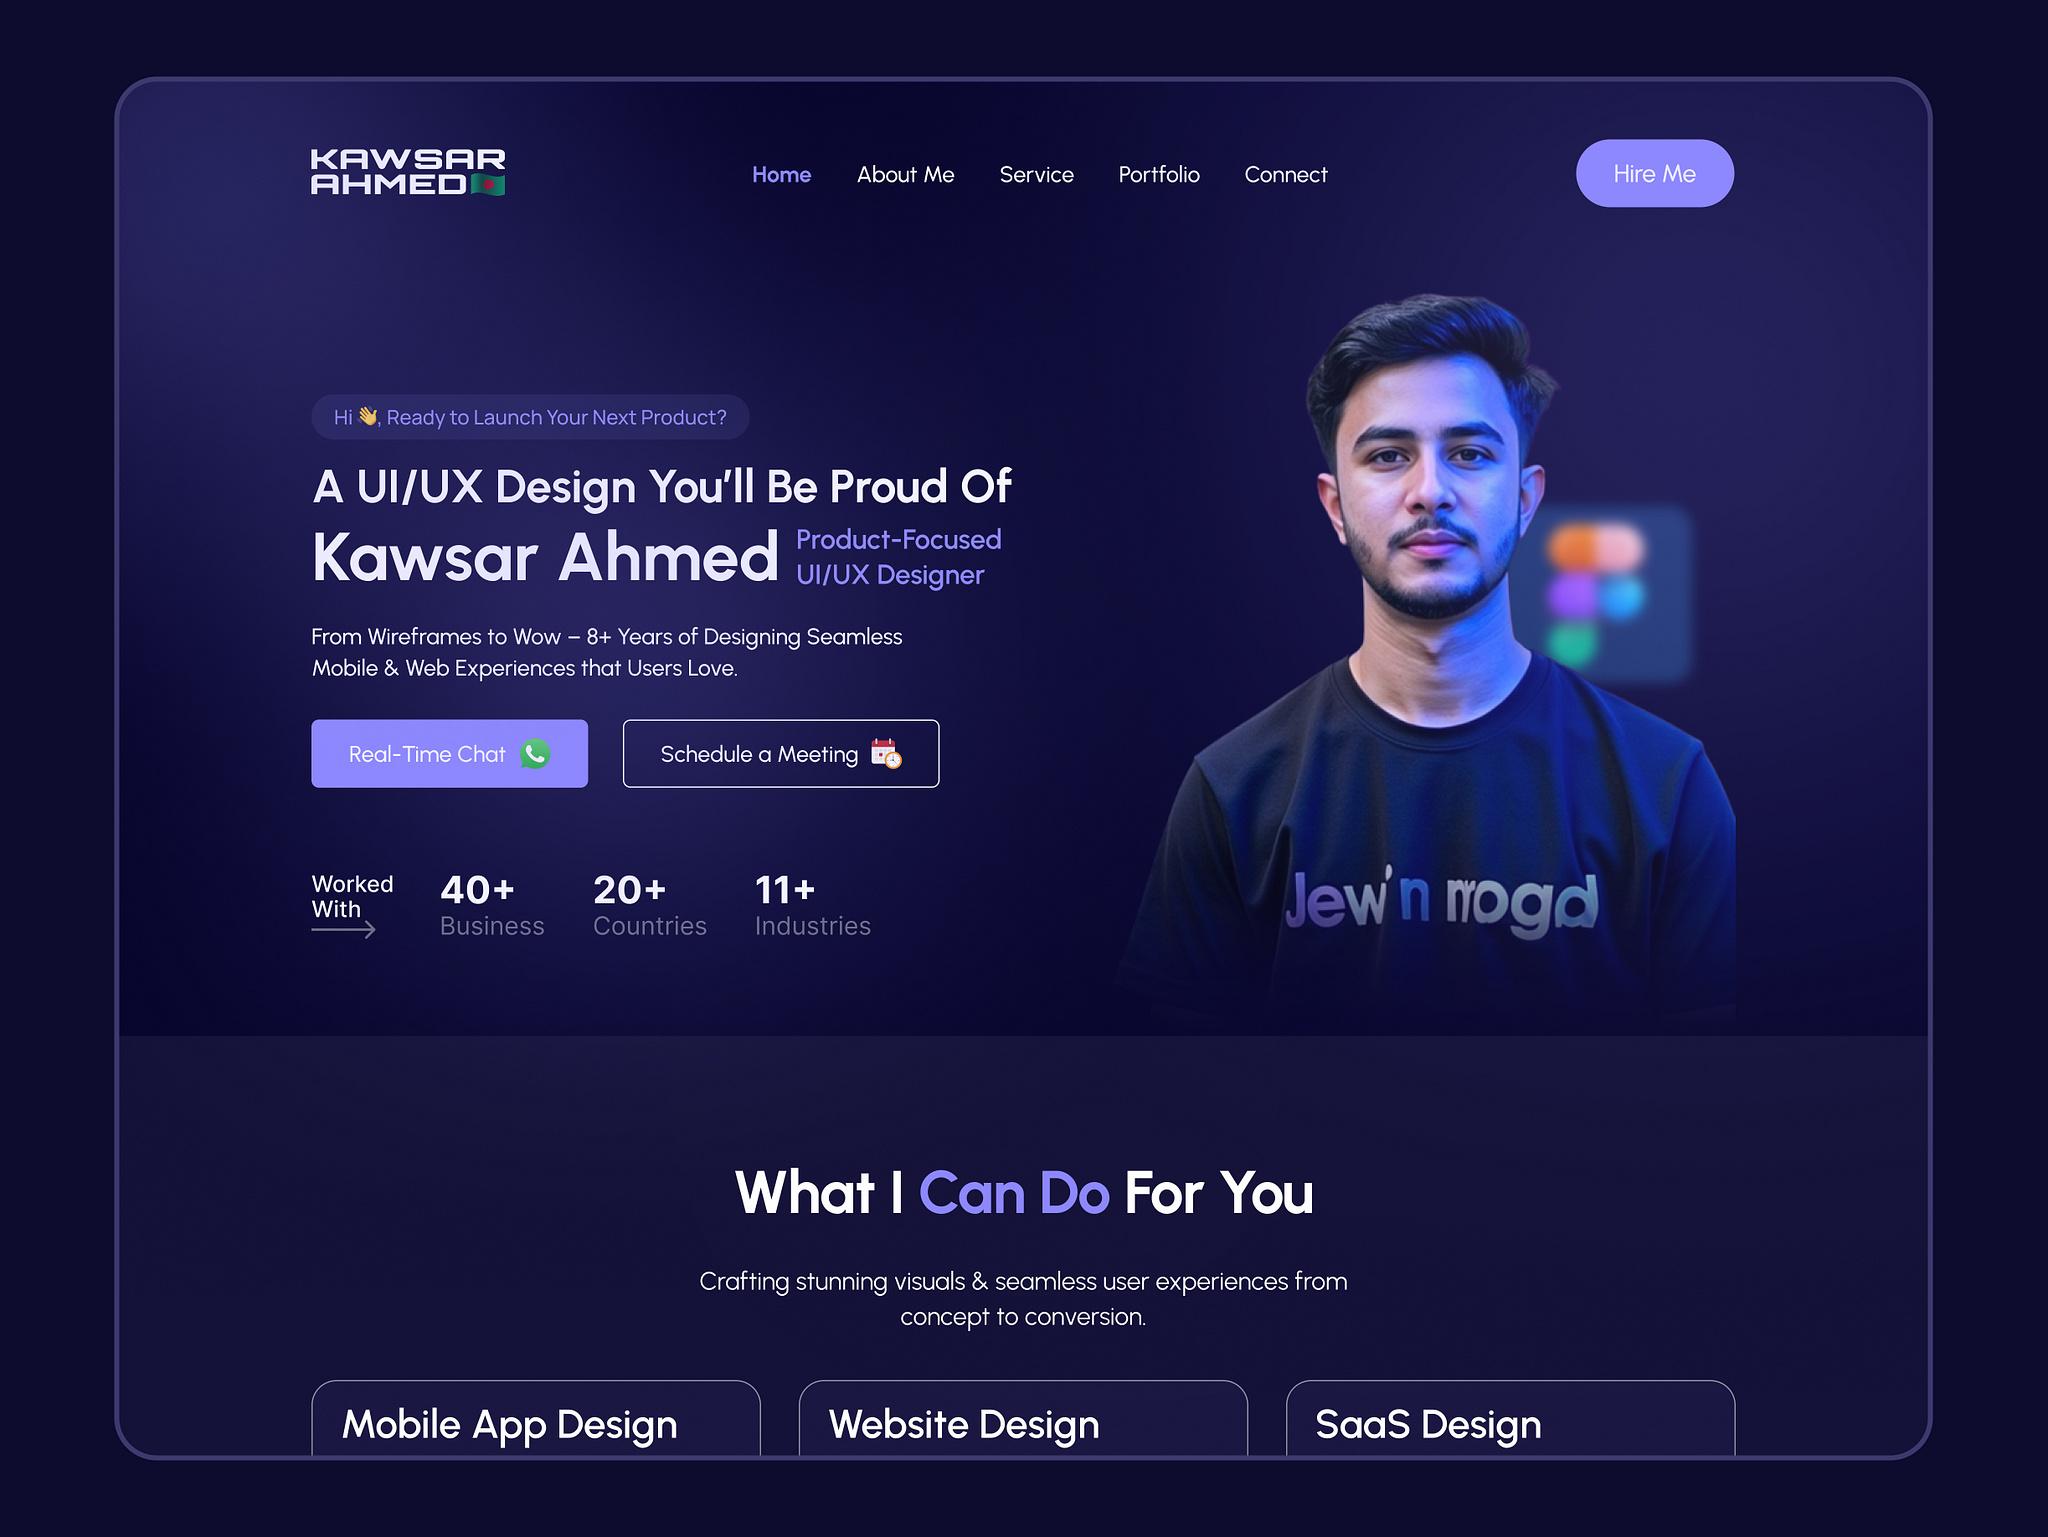 KAWSAR
AHMED
Home About Me Service Portfolio Connect
Hire Me
Hi 👋, Ready to Launch Your Next Product?
A UI/UX Design You’ll Be Proud Of
Kawsar Ahmed
Product-Focused
UI/UX Designer
From Wireframes to Wow – 8+ Years of Designing Seamless
Mobile & Web Experiences that Users Love.
Real-Time Chat
Schedule a Meeting
Worked
With
40+
Business
20+
Countries
11+
Industries
What I Can Do For You
Crafting stunning visuals & seamless user experiences from
concept to conversion.
Mobile App Design
Website Design
SaaS Design